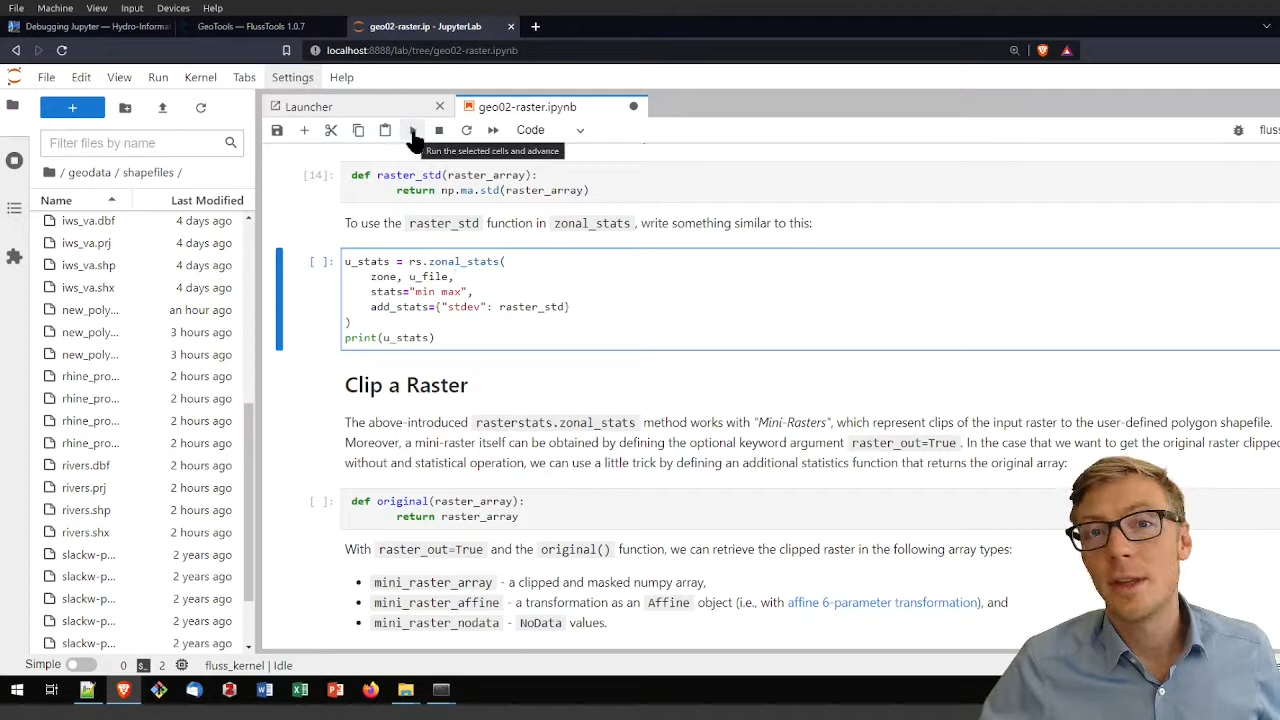 File Machine View Input Devices Help
Debugging Jupyter — Hydro-Informa
GeoTools — FlussTools 1.0.7
geo02-raster.ip - JupyterLab
localhost:8888/lab/tree/geo02-raster.ipynb
File Edit View Run Kernel Tabs Settings Help
Launcher
geo02-raster.ipynb
Code
fluss
Run the selected cells and advance
Filter files by name
/ geodata / shapefiles /
Name Last Modified
iws_va.dbf 4 days ago
iws_va.prj 4 days ago
iws_va.shp 4 days ago
iws_va.shx 4 days ago
new_poly... an hour ago
new_poly... 3 hours ago
new_poly... 3 hours ago
rhine_pro... 2 hours ago
rhine_pro... 2 hours ago
rhine_pro... 2 hours ago
rhine_pro... 2 hours ago
rivers.dbf 2 hours ago
rivers.prj 2 hours ago
rivers.shp 2 hours ago
rivers.shx 2 hours ago
slackw-p... 2 years ago
slackw-p... 2 years ago
slackw-p... 2 years ago
slackw-p... 2 years ago
slackw-p... 2 years ago
[14]: def raster_std(raster_array):
return np.ma.std(raster_array)
To use the raster_std function in zonal_stats, write something similar to this:
[ ]: u_stats = rs.zonal_stats(
zone, u_file,
stats="min max",
add_stats={"stdev": raster_std}
)
print(u_stats)
Clip a Raster
The above-introduced rasterstats.zonal_stats method works with "Mini-Rasters", which represent clips of the input raster to the user-defined polygon shapefile.
Moreover, a mini-raster itself can be obtained by defining the optional keyword argument raster_out=True. In the case that we want to get the original raster clipped
without and statistical operation, we can use a little trick by defining an additional statistics function that returns the original array:
[ ]: def original(raster_array):
return raster_array
With raster_out=True and the original() function, we can retrieve the clipped raster in the following array types:
• mini_raster_array - a clipped and masked numpy array,
• mini_raster_affine - a transformation as an Affine object (i.e., with affine 6-parameter transformation), and
• mini_raster_nodata - NoData values.
Simple 0 2 fluss_kernel | Idle